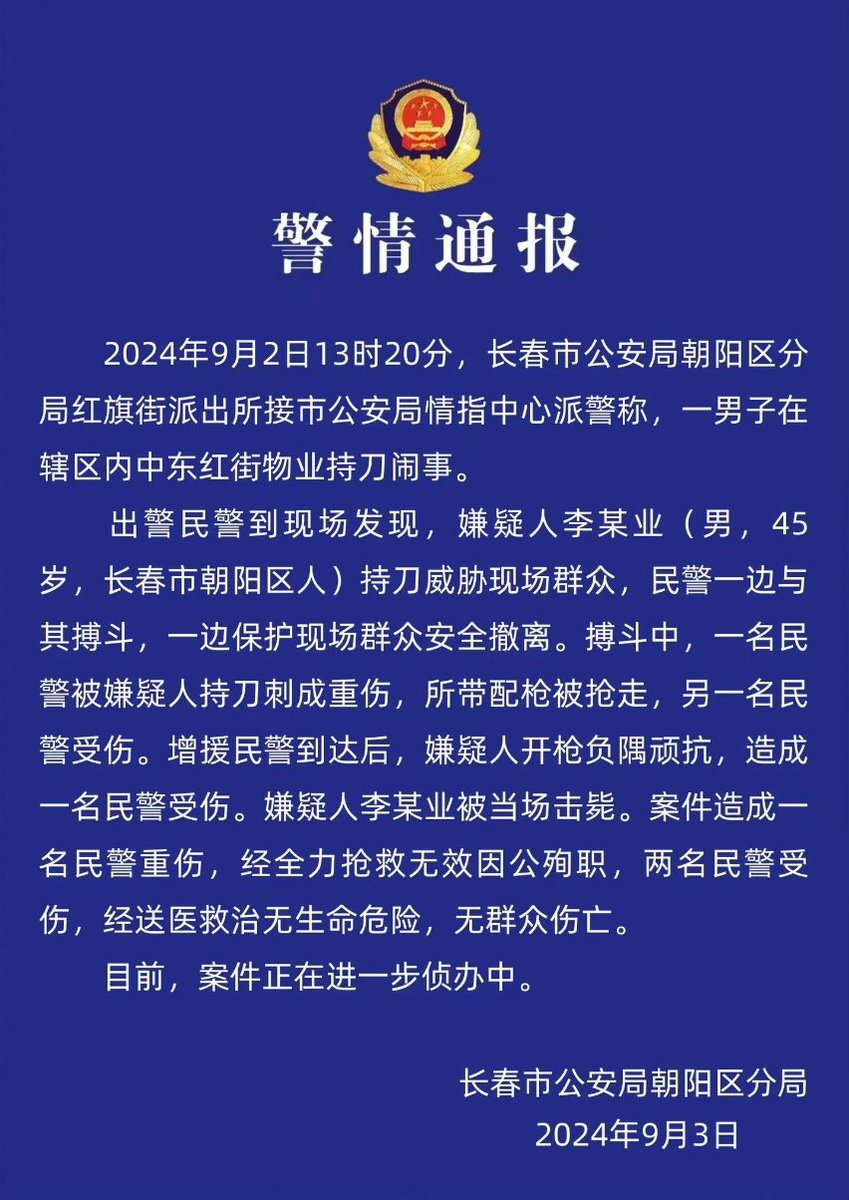 警情通报
2024年9月2日13时20分，长春市公安局朝阳区分
局红旗街派出所接市公安局情指中心派警称，一男子在
辖区内中东红街物业持刀闹事。
出警民警到现场发现，嫌疑人李某业（男，45
岁，长春市朝阳区人）持刀威胁现场群众，民警一边与
其搏斗，一边保护现场群众安全撤离。搏斗中，一名民
警被嫌疑人持刀刺成重伤，所带配枪被抢走，另一名民
警受伤。增援民警到达后，嫌疑人开枪负隅顽抗，造成
一名民警受伤。嫌疑人李某业被当场击毙。案件造成一
名民警重伤，经全力抢救无效因公殉职，两名民警受
伤，经送医救治无生命危险，无群众伤亡。
目前，案件正在进一步侦办中。
长春市公安局朝阳区分局
2024年9月3日